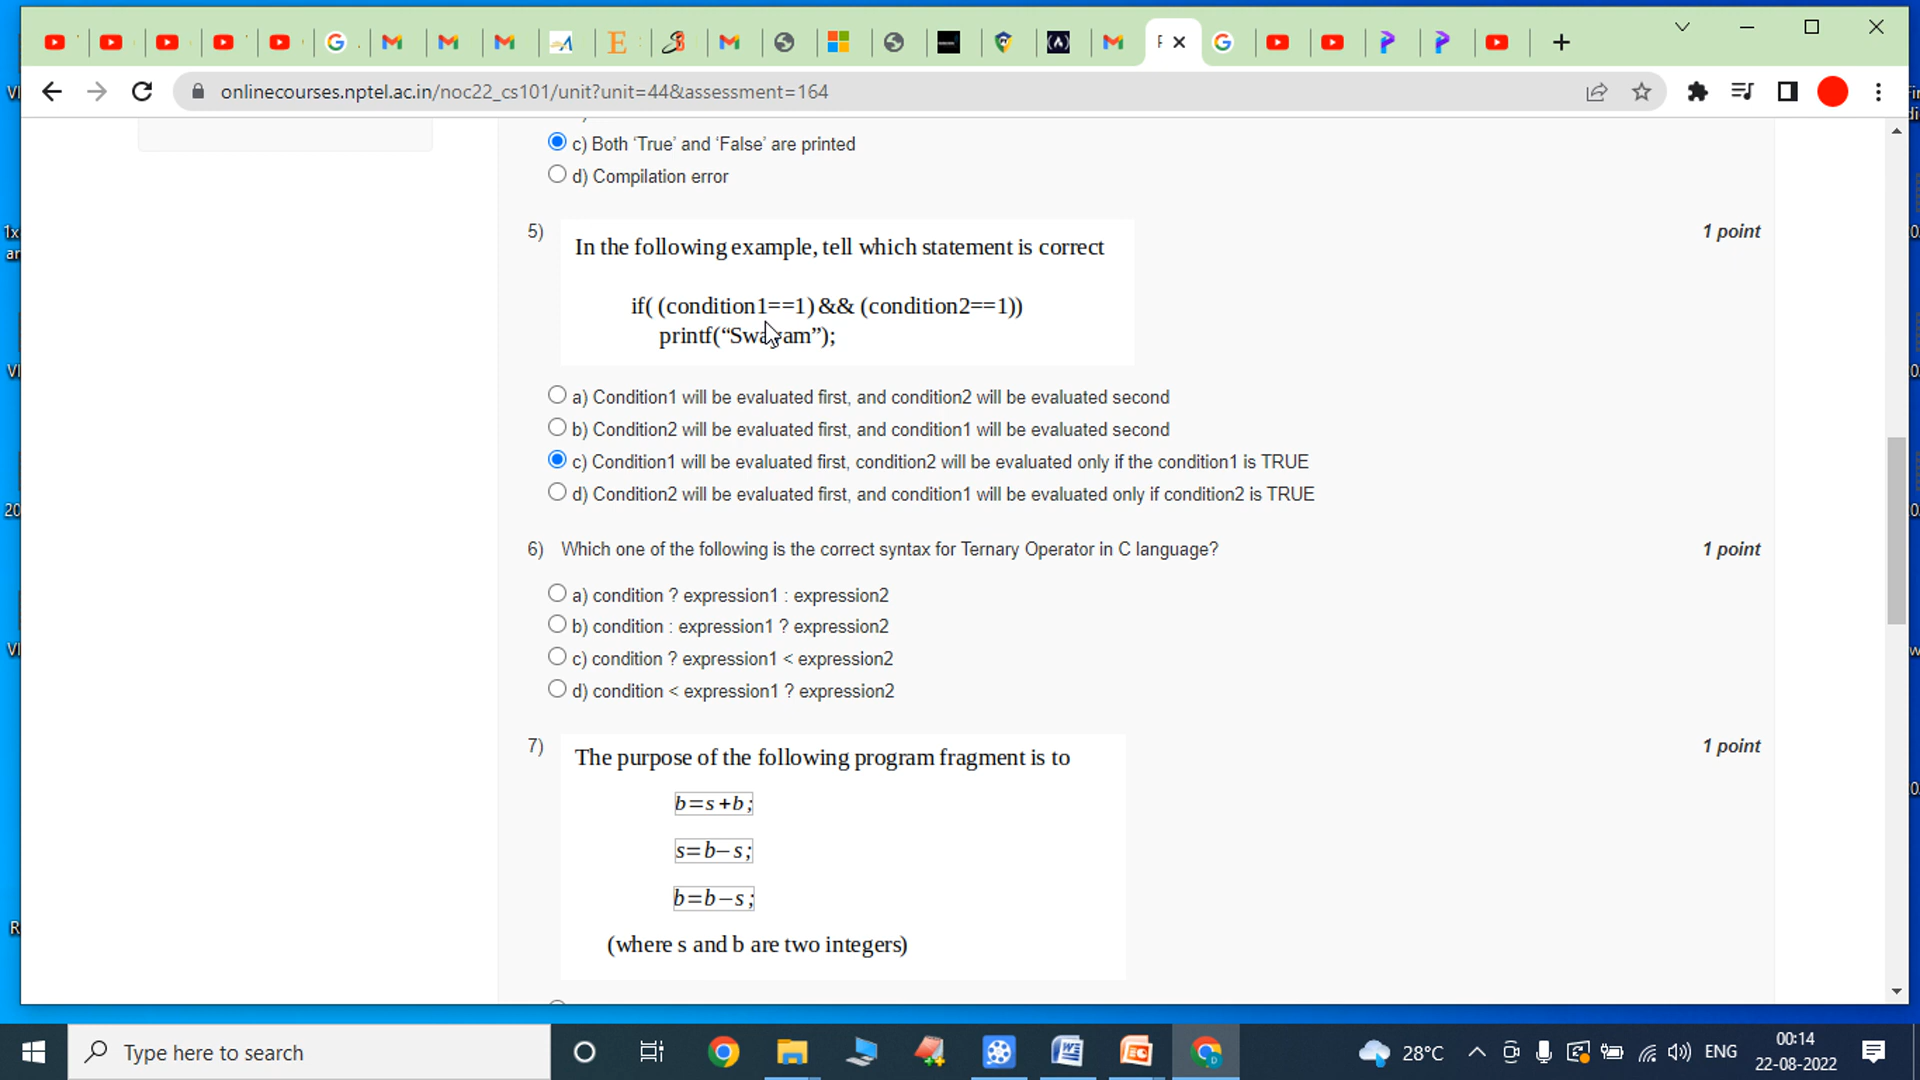 onlinecourses.nptel.ac.in/noc22_cs101/unit?unit=44&assessment=164
c) Both ‘True’ and ‘False’ are printed
d) Compilation error
5)
1 point
In the following example, tell which statement is correct
if( (condition1==1) && (condition2==1))
printf(“Swayam”);
a) Condition1 will be evaluated first, and condition2 will be evaluated second
b) Condition2 will be evaluated first, and condition1 will be evaluated second
c) Condition1 will be evaluated first, condition2 will be evaluated only if the condition1 is TRUE
d) Condition2 will be evaluated first, and condition1 will be evaluated only if condition2 is TRUE
6) Which one of the following is the correct syntax for Ternary Operator in C language?
1 point
a) condition ? expression1 : expression2
b) condition : expression1 ? expression2
c) condition ? expression1 < expression2
d) condition < expression1 ? expression2
7)
1 point
The purpose of the following program fragment is to
b=s+b;
s=b−s;
b=b−s;
(where s and b are two integers)
Type here to search
28°C
ENG
00:14
22-08-2022